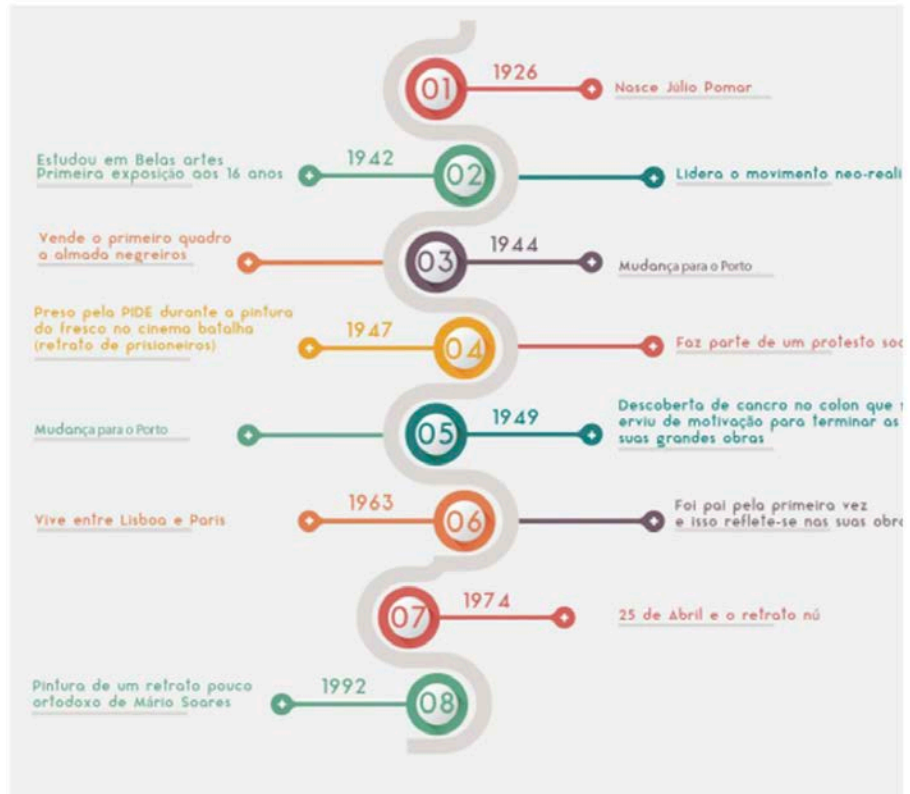 1926
01
Nasce Júlio Pomar
Estudou em Belas artes
Primeira exposição aos 16 anos
1942
02
Lidera o movimento neo-reali
Vende o primeiro quadro
a almada negreiros
03
1944
Mudança para o Porto
Preso pela PIDE durante a pintura
do fresco no cinema batalha
(retrato de prisioneiros)
1947
04
Faz parte de um protesto soc
Mudança para o Porto
05
1949
Descoberta de cancro no colon que s
erviu de motivação para terminar as
suas grandes obras
Vive entre Lisboa e Paris
1963
06
Foi pai pela primeira vez
e isso reflete-se nas suas obra
07
1974
25 de Abril e o retrato nú
Pintura de um retrato pouco
ortodoxo de Mário Soares
1992
08